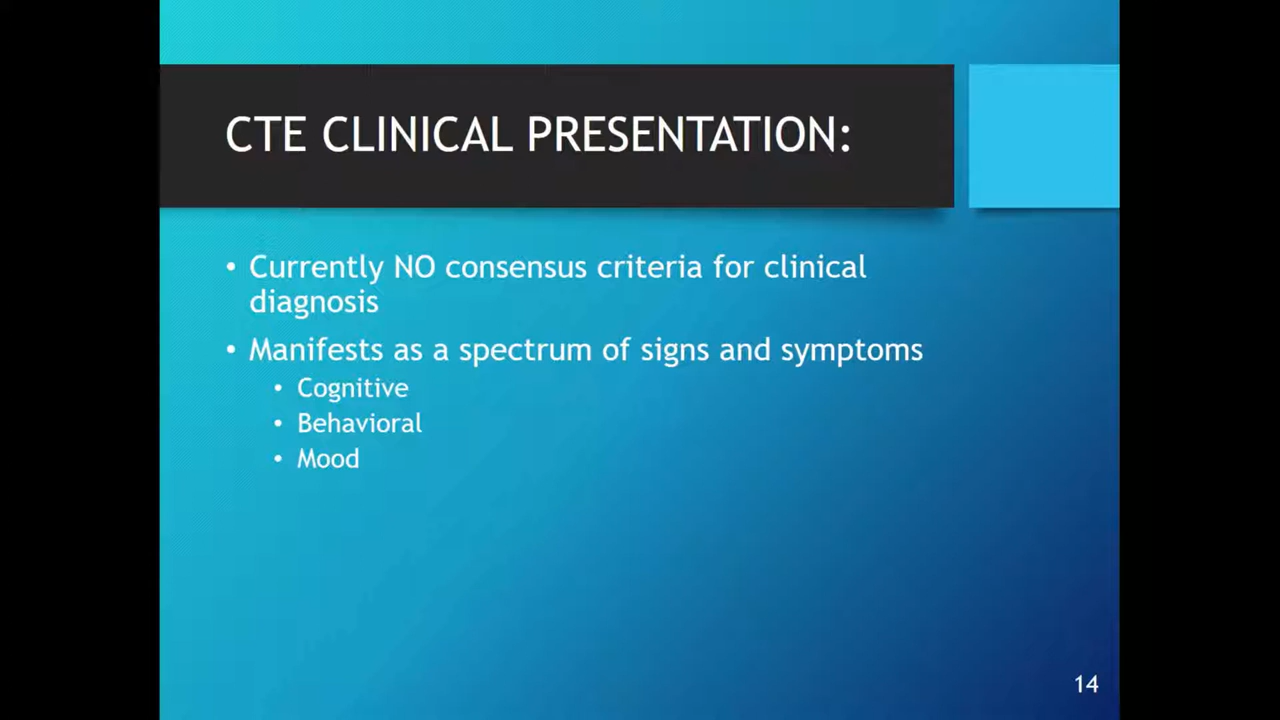 CTE CLINICAL PRESENTATION:
• Currently NO consensus criteria for clinical
diagnosis
• Manifests as a spectrum of signs and symptoms
• Cognitive
• Behavioral
• Mood
14